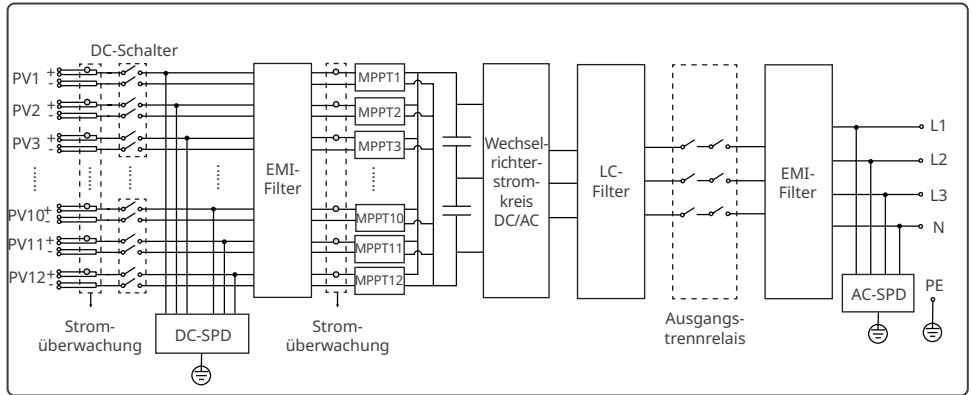 DC-Schalter
PV1 + -
PV2 + -
PV3 + -
PV10 + -
PV11 + -
PV12 + -
Strom-
überwachung
DC-SPD
EMI-
Filter
Strom-
überwachung
MPPT1
MPPT2
MPPT3
MPPT10
MPPT11
MPPT12
Wechsel-
richter-
strom-
kreis
DC/AC
LC-
Filter
Ausgangs-
trennrelais
EMI-
Filter
L1
L2
L3
N
AC-SPD
PE